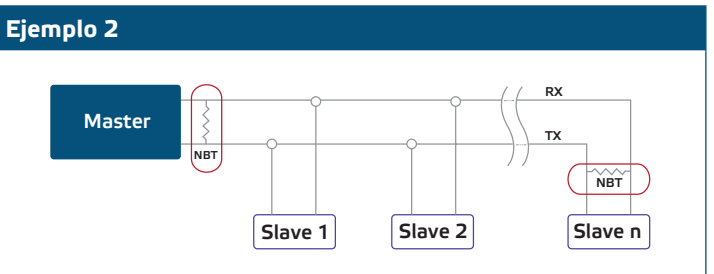 Ejemplo 2
RX
Master
TX
NBT
NBT
Slave 1
Slave 2
Slave n